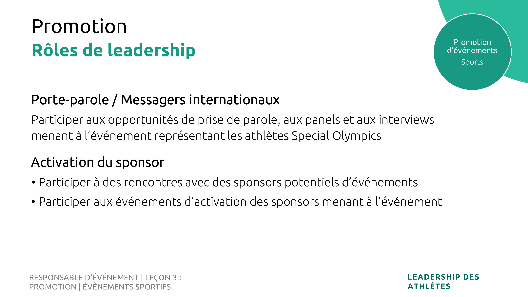 Promotion
Rôles de leadership
Promotion
d'événements
Sports
Porte-parole / Messagers internationaux
Participer aux opportunités de prise de parole, aux panels et aux interviews
menant à l'événement représentant les athlètes Special Olympics
Activation du sponsor
• Participer à des rencontres avec des sponsors potentiels d'événements
• Participer aux événements d'activation des sponsors menant à l'événement
RESPONSABLE D'ÉVÉNEMENT | LEÇON 3 :
PROMOTION | ÉVÈNEMENTS SPORTIFS
LEADERSHIP DES
ATHLÈTES